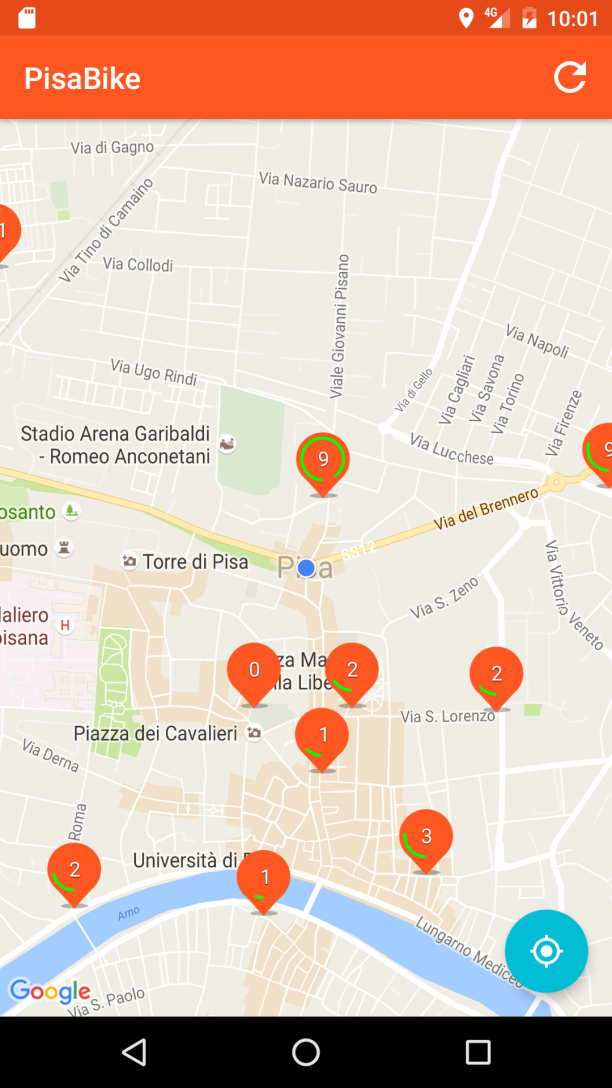 4G
10:01
PisaBike
Via di Gagno
Via Nazario Sauro
1
Via Tino di Camaino
Via Collodi
Viale Giovanni Pisano
Via Napoli
Via Ugo Rindi
Via di Gello
Via Cagliari
Via Savona
Via Torino
Via Firenze
Stadio Arena Garibaldi
- Romeo Anconetani
Via Lucchese
9
9
osanto
Via del Brennero
SS12
uomo
Torre di Pisa
Pisa
Via S. Zeno
Via Vittorio Veneto
daliero
pisana
H
0
za Ma
lla Libe
2
2
Via S. Lorenzo
Piazza dei Cavalieri
1
Via Derna
Roma
3
Università di
2
1
Arno
Lungarno Mediceo
Google
Via S. Paolo